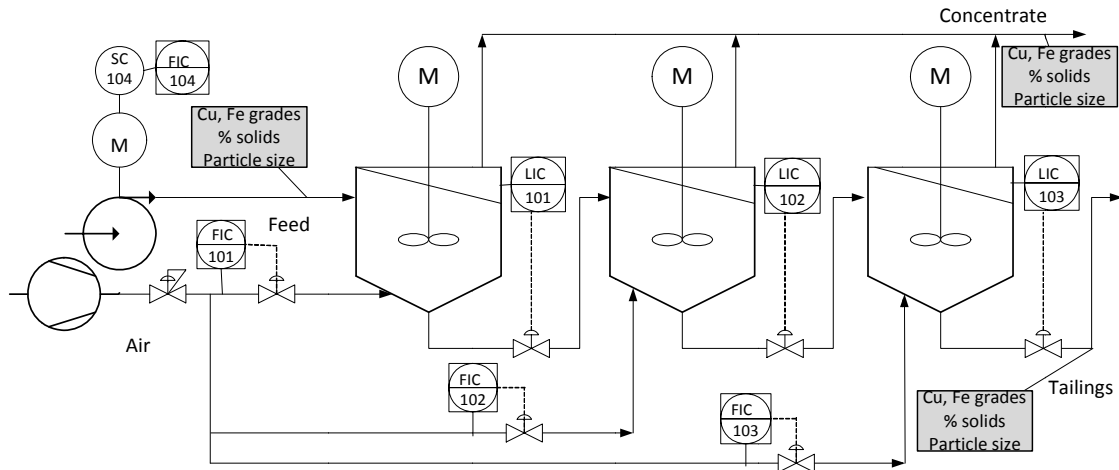 Concentrate
Cu, Fe grades
% solids
Particle size
SC
104
FIC
104
M
M
M
M
Cu, Fe grades
% solids
Particle size
LIC
101
LIC
102
LIC
103
Feed
FIC
101
Air
FIC
102
FIC
103
Tailings
Cu, Fe grades
% solids
Particle size